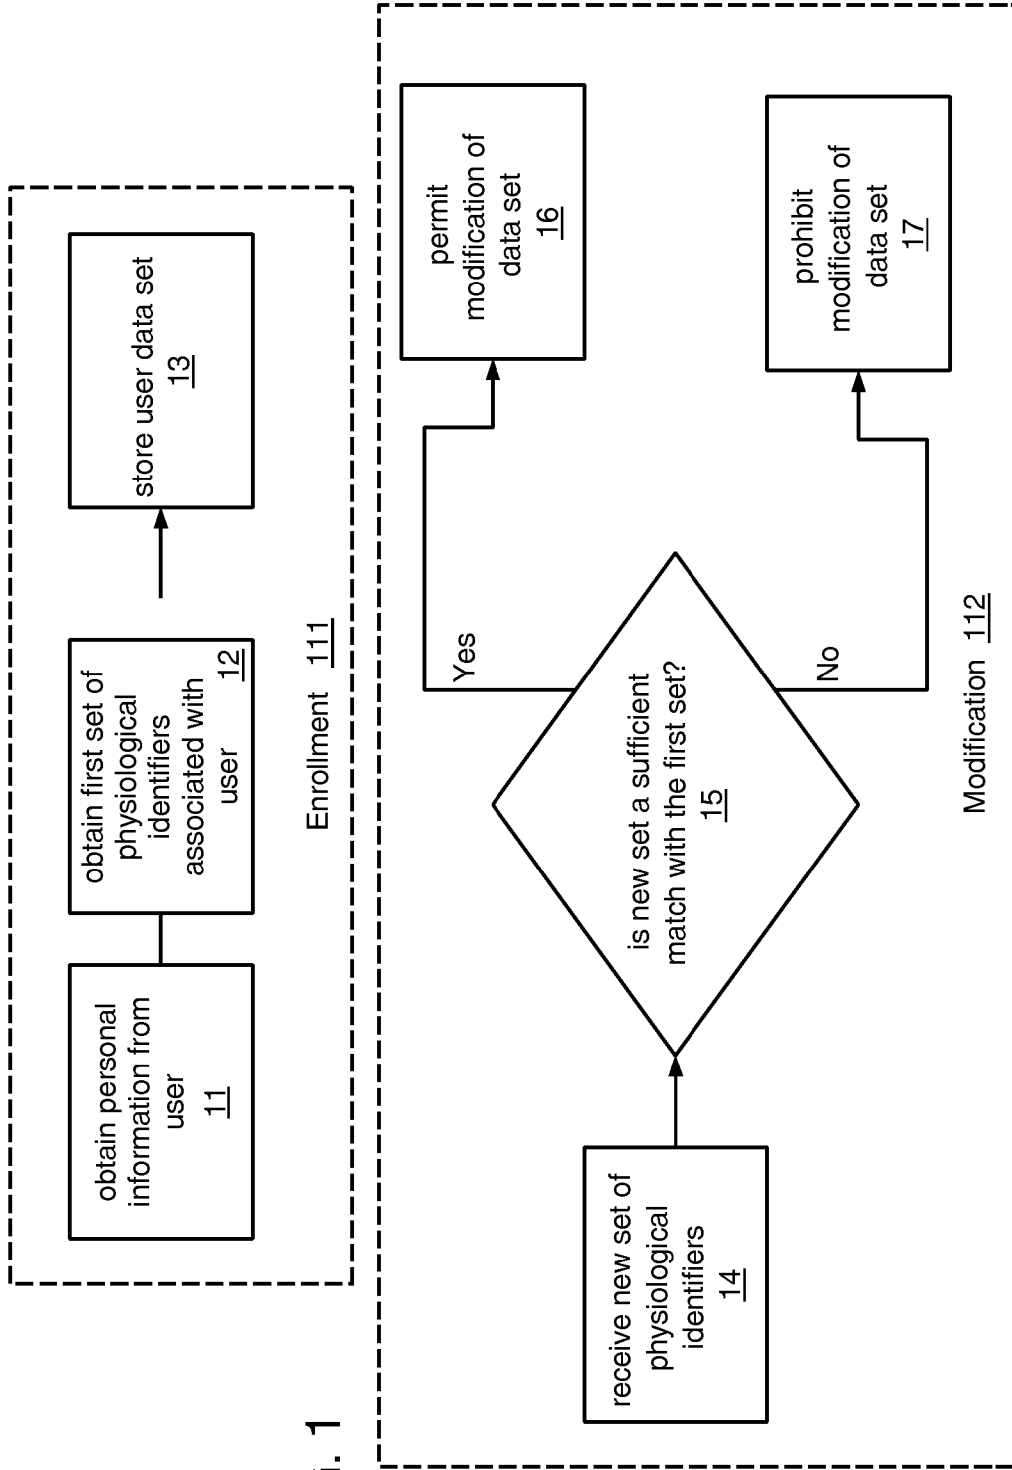 obtain personal
information from
user
11
obtain first set of
physiological
identifiers
associated with
user
12
store user data set
13
Enrollment 111
. 1
receive new set of
physiological
identifiers
14
is new set a sufficient
match with the first set?
15
Yes
permit
modification of
data set
16
No
prohibit
modification of
data set
17
Modification 112